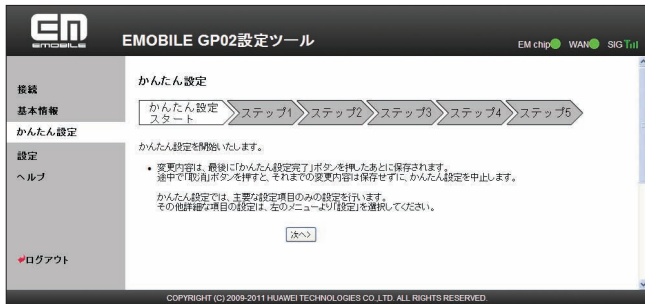 EM
EMOBILE
EMOBILE GP02設定ツール
EM chip WAN SIG
接続
基本情報
かんたん設定
設定
ヘルプ
ログアウト
かんたん設定
かんたん設定
スタート
ステップ1
ステップ2
ステップ3
ステップ4
ステップ5
かんたん設定を開始いたします。
• 変更内容は、最後に「かんたん設定完了」ボタンを押したあとに保存されます。
途中で「取消」ボタンを押すと、それまでの変更内容は保存せずに、かんたん設定を中止します。
かんたん設定では、主要な設定項目のみの設定を行います。
その他詳細な項目の設定は、左のメニューより「設定」を選択してください。
次へ>
COPYRIGHT (C) 2009-2011 HUAWEI TECHNOLOGIES CO.,LTD. ALL RIGHTS RESERVED.